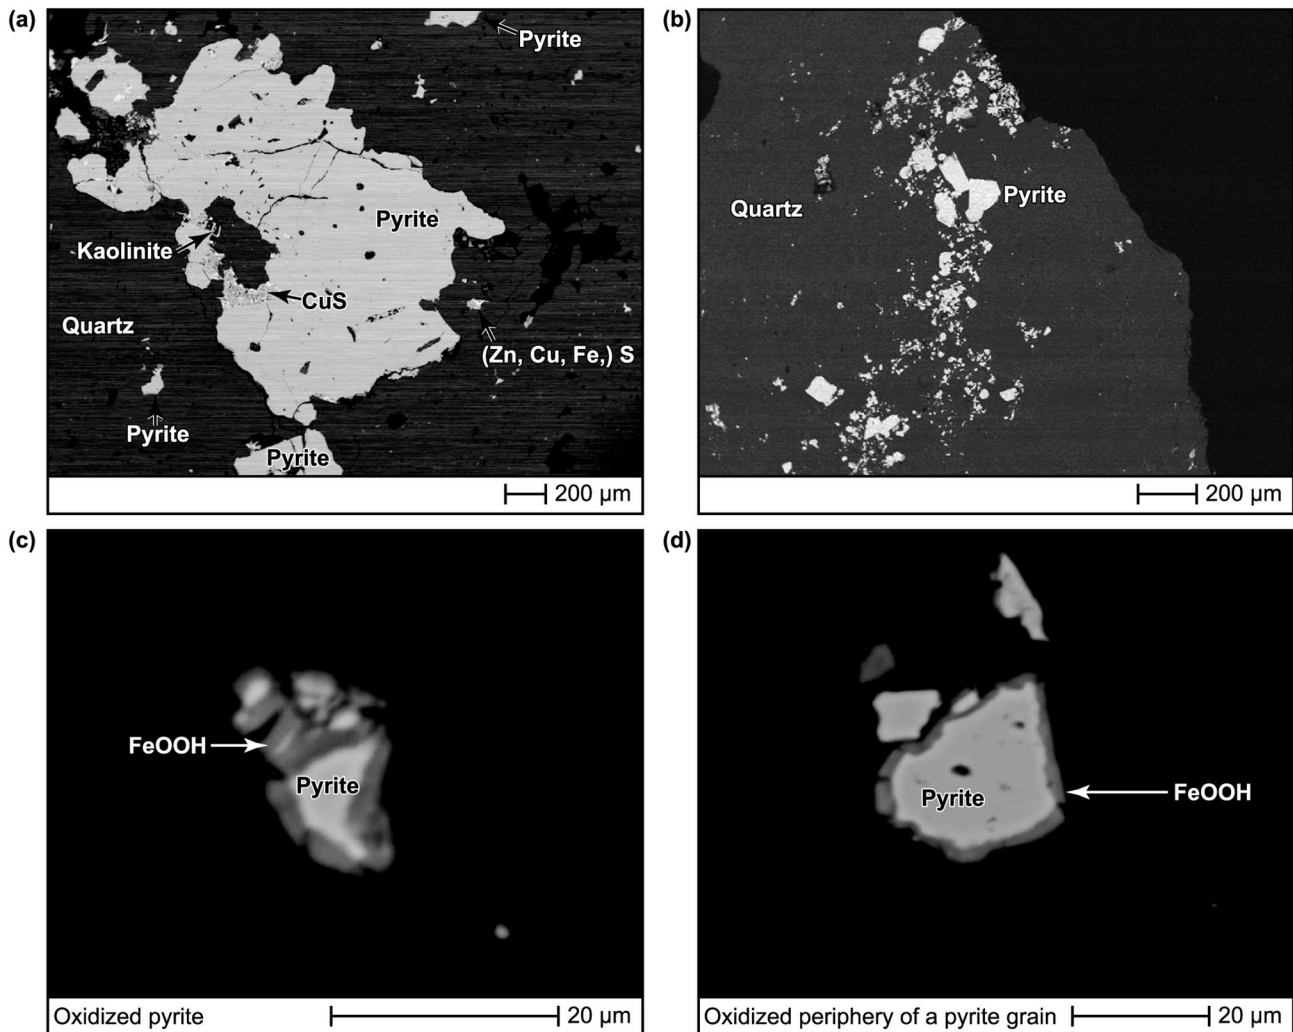 (a)
Pyrite
Pyrite
Kaolinite
CuS
Quartz
(Zn, Cu, Fe,) S
Pyrite
Pyrite
200 µm
(b)
Quartz
Pyrite
200 µm
(c)
FeOOH
Pyrite
Oxidized pyrite
20 µm
(d)
Pyrite
FeOOH
Oxidized periphery of a pyrite grain
20 µm